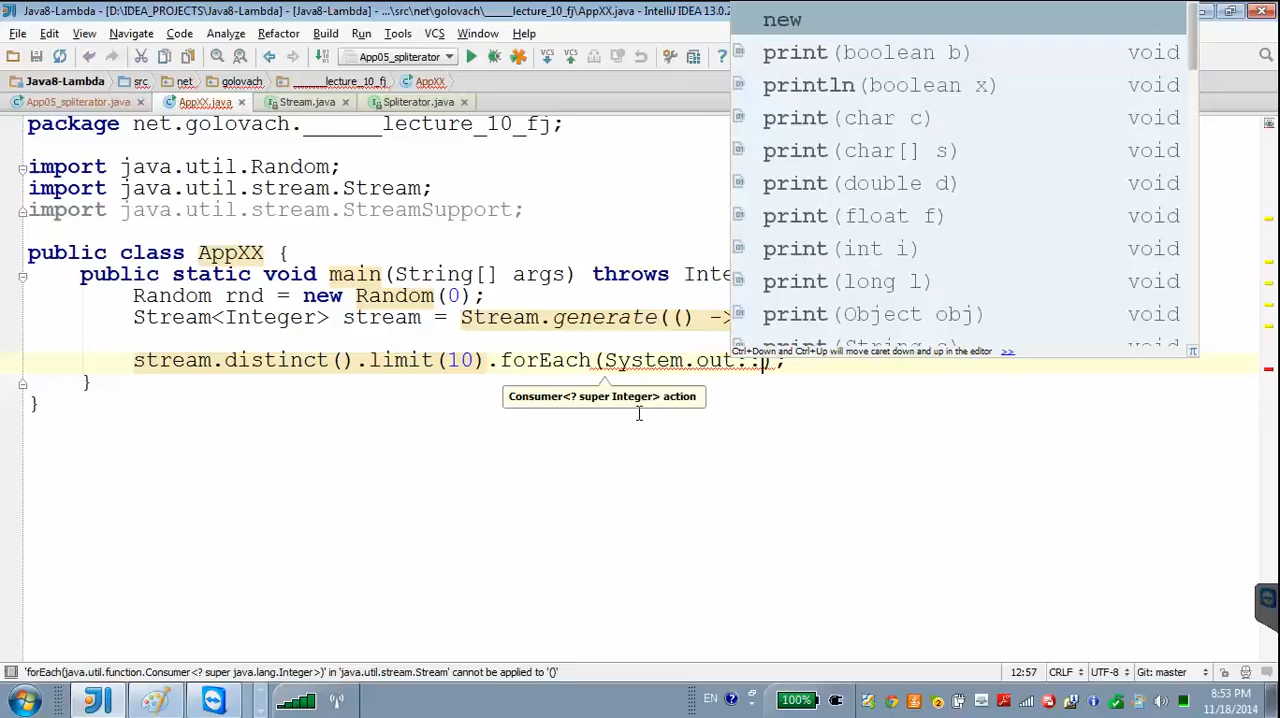 Java8-Lambda - [D:\IDEA_PROJECTS\Java8-Lambda] - [Java8-Lambda] - ...\src\net\golovach\______lecture_10_fj\AppXX.java - IntelliJ IDEA 13.0.2
File Edit View Navigate Code Analyze Refactor Build Run Tools VCS Window Help
App05_spliterator
Java8-Lambda src net golovach ______lecture_10_fj AppXX
App05_spliterator.java AppXX.java Stream.java Spliterator.java
package net.golovach.______lecture_10_fj;
import java.util.Random;
import java.util.stream.Stream;
import java.util.stream.StreamSupport;
public class AppXX {
public static void main(String[] args) throws Inte
Random rnd = new Random(0);
Stream<Integer> stream = Stream.generate(() ->
stream.distinct().limit(10).forEach(System.out::);
}
}
Consumer<? super Integer> action
new
print(boolean b) void
println(boolean x) void
print(char c) void
print(char[] s) void
print(double d) void
print(float f) void
print(int i) void
print(long l) void
print(Object obj) void
print(String s) void
Ctrl+Down and Ctrl+Up will move caret down and up in the editor >>
π
'forEach(java.util.function.Consumer<? super java.lang.Integer>)' in 'java.util.stream.Stream' cannot be applied to '()'
12:57 CRLF UTF-8 Git: master
EN 100% 8:53 PM
11/18/2014